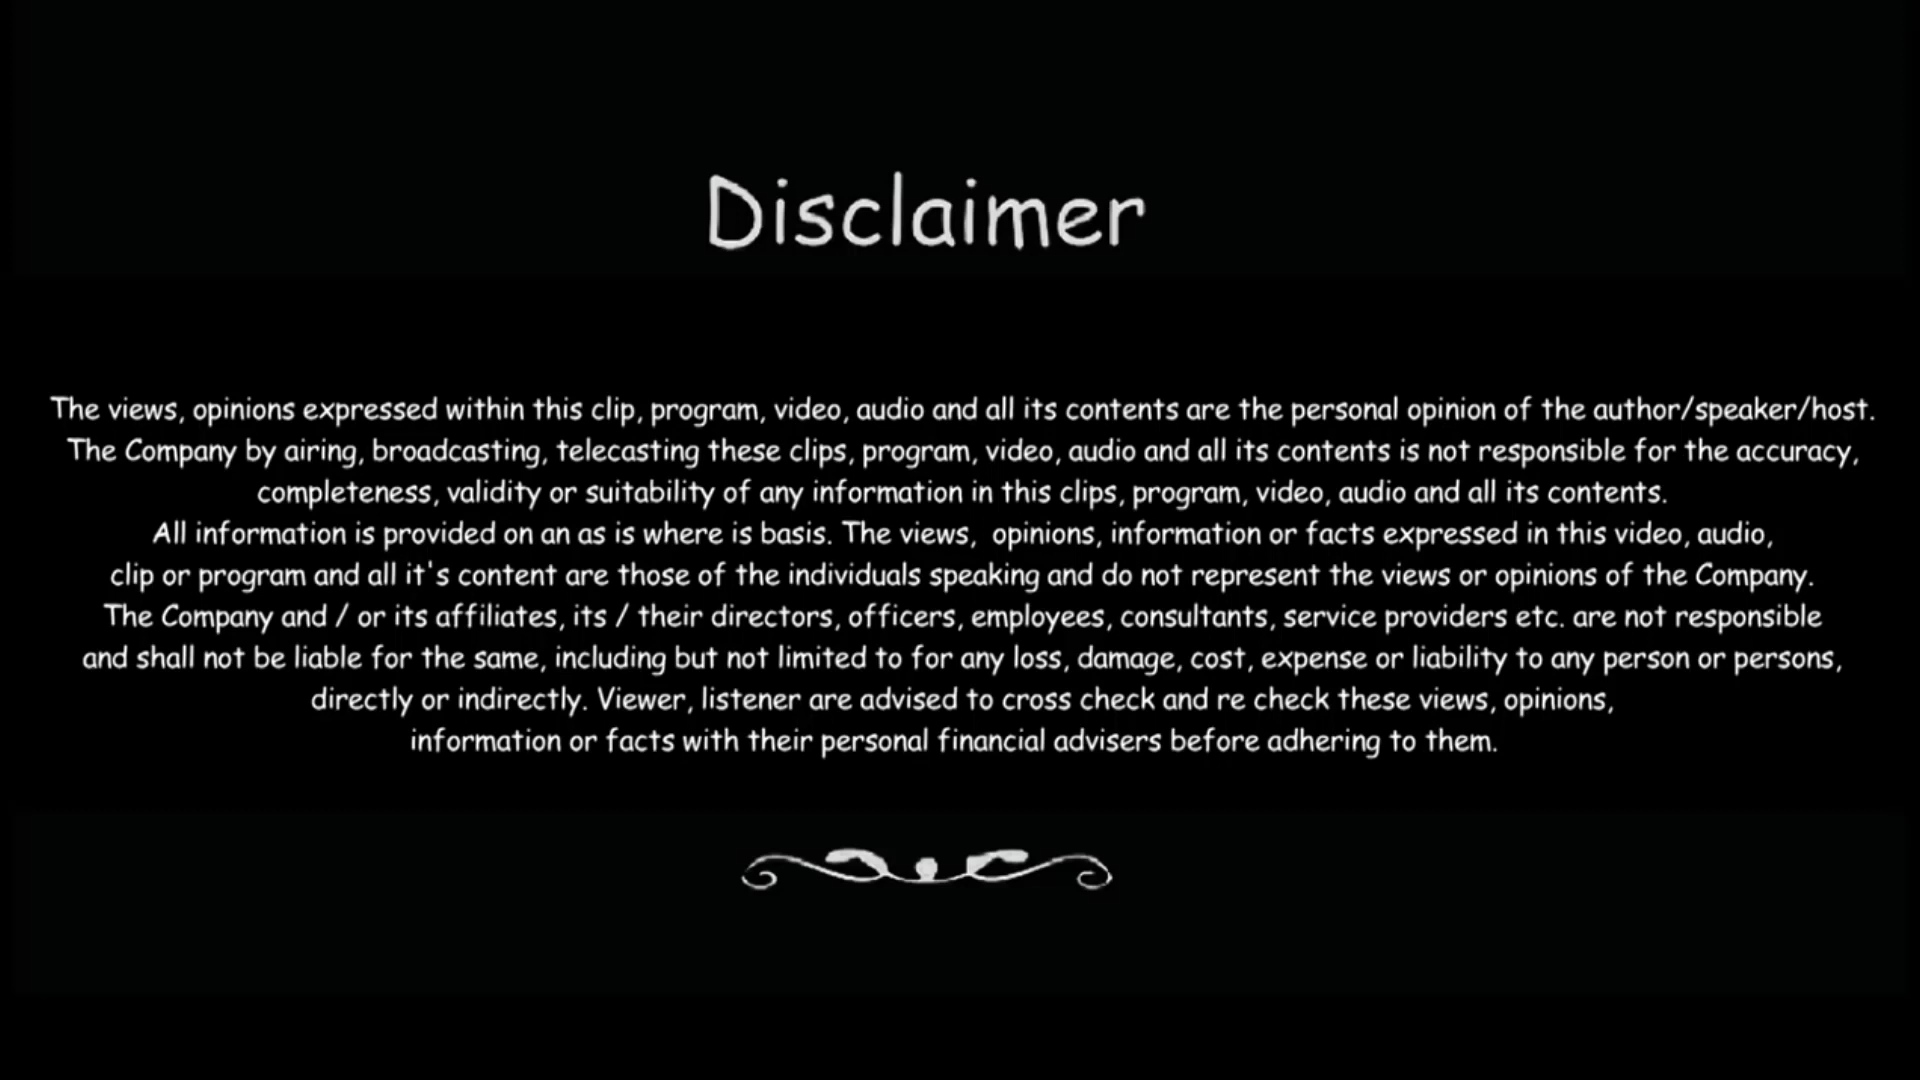 Disclaimer
The views, opinions expressed within this clip, program, video, audio and all its contents are the personal opinion of the author/speaker/host.
The Company by airing, broadcasting, telecasting these clips, program, video, audio and all its contents is not responsible for the accuracy,
completeness, validity or suitability of any information in this clips, program, video, audio and all its contents.
All information is provided on an as is where is basis. The views, opinions, information or facts expressed in this video, audio,
clip or program and all it's content are those of the individuals speaking and do not represent the views or opinions of the Company.
The Company and / or its affiliates, its / their directors, officers, employees, consultants, service providers etc. are not responsible
and shall not be liable for the same, including but not limited to for any loss, damage, cost, expense or liability to any person or persons,
directly or indirectly. Viewer, listener are advised to cross check and re check these views, opinions,
information or facts with their personal financial advisers before adhering to them.